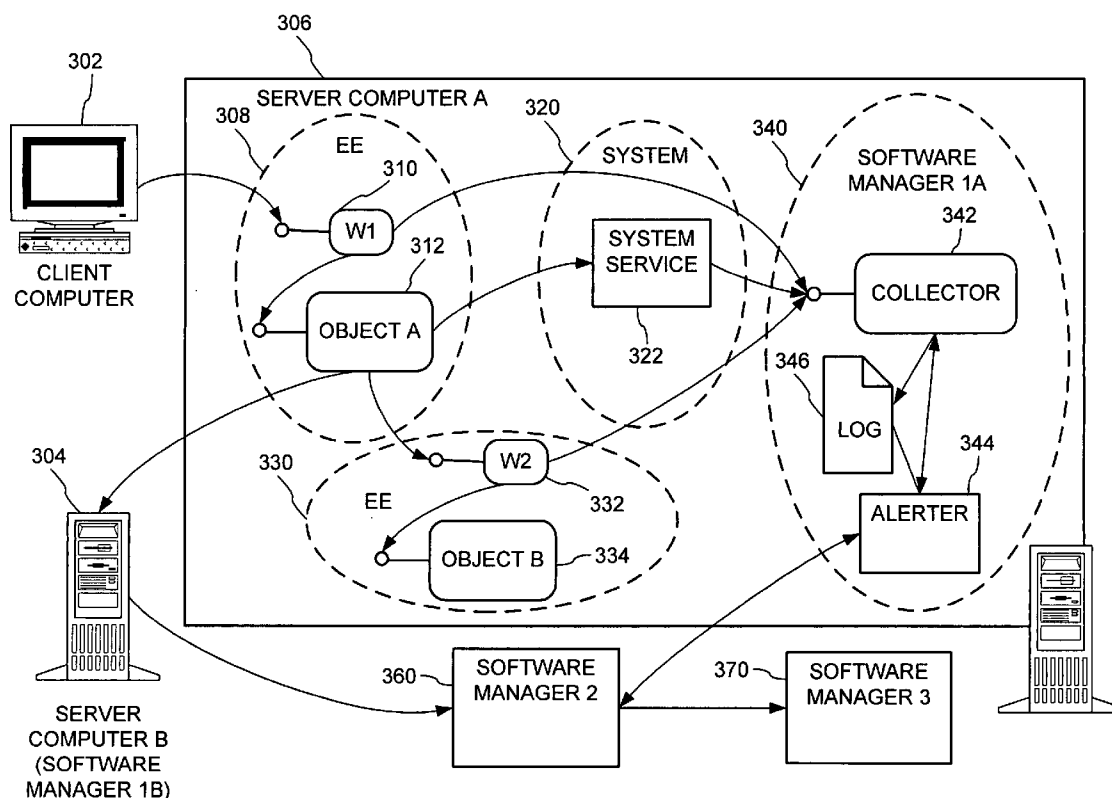 306
302
SERVER COMPUTER A
308
EE
320
SYSTEM
340
SOFTWARE
MANAGER 1A
310
W1
342
312
SYSTEM
SERVICE
COLLECTOR
CLIENT
COMPUTER
OBJECT A
322
346
LOG
304
330
W2
344
EE
332
ALERTER
OBJECT B
334
360
SOFTWARE
MANAGER 2
370
SOFTWARE
MANAGER 3
SERVER
COMPUTER B
(SOFTWARE
MANAGER 1B)